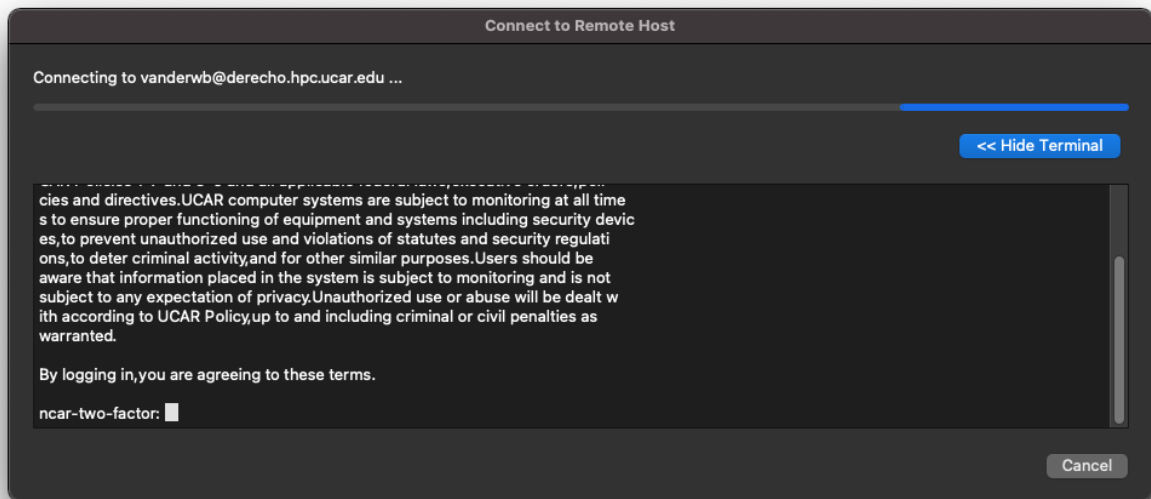 Connect to Remote Host
Connecting to vanderwb@derecho.hpc.ucar.edu ...
<< Hide Terminal
cies and directives.UCAR computer systems are subject to monitoring at all time
s to ensure proper functioning of equipment and systems including security devic
es,to prevent unauthorized use and violations of statutes and security regulati
ons,to deter criminal activity,and for other similar purposes.Users should be
aware that information placed in the system is subject to monitoring and is not
subject to any expectation of privacy.Unauthorized use or abuse will be dealt w
ith according to UCAR Policy,up to and including criminal or civil penalties as
warranted.
By logging in,you are agreeing to these terms.
ncar-two-factor:
Cancel